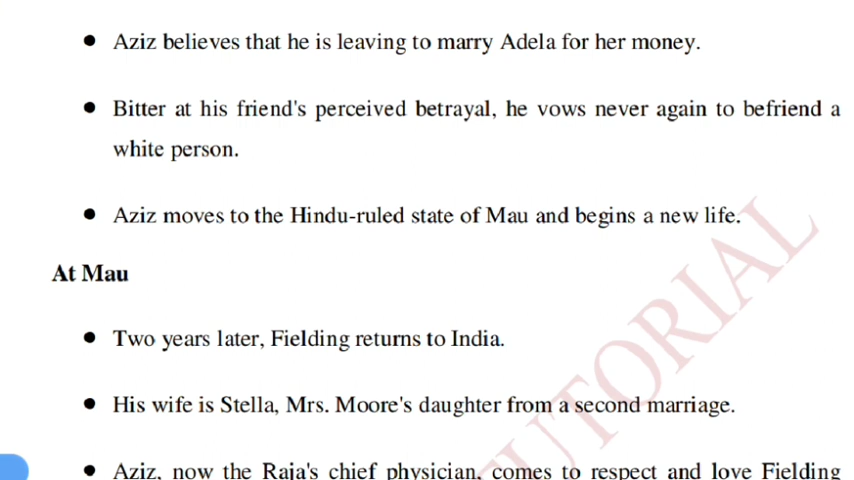 • Aziz believes that he is leaving to marry Adela for her money.
• Bitter at his friend's perceived betrayal, he vows never again to befriend a
white person.
• Aziz moves to the Hindu-ruled state of Mau and begins a new life.
At Mau
• Two years later, Fielding returns to India.
• His wife is Stella, Mrs. Moore's daughter from a second marriage.
• Aziz, now the Raja's chief physician, comes to respect and love Fielding
TUTORIAL